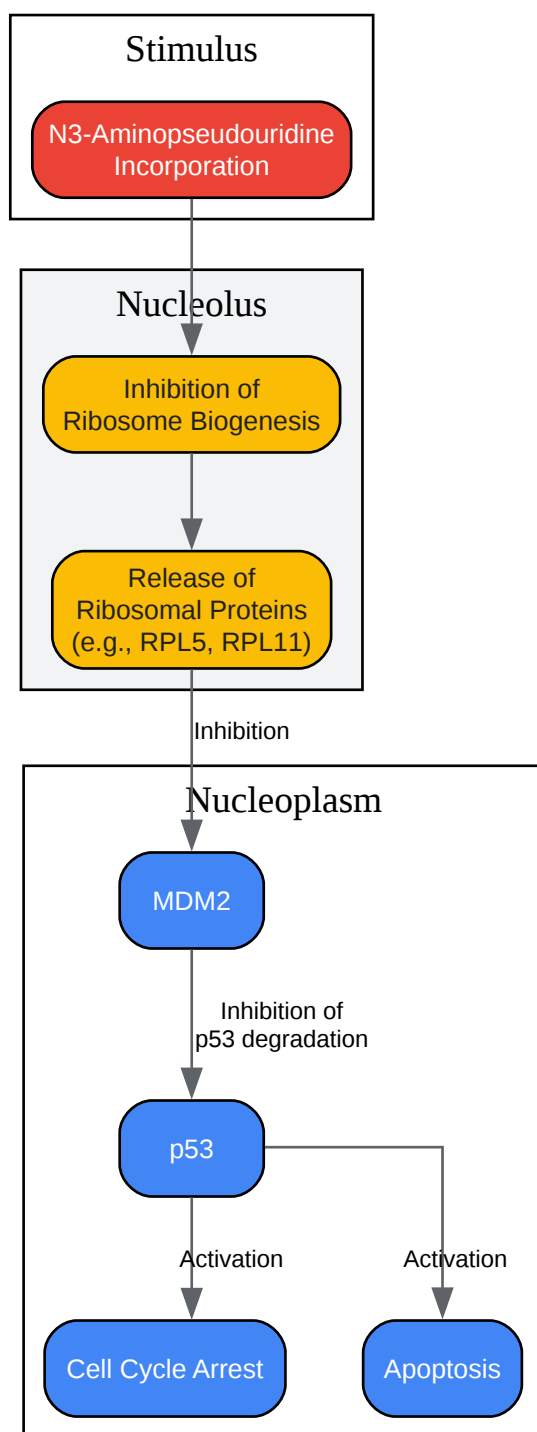 Stimulus
N3-Aminopseudouridine
Incorporation
Nucleolus
Inhibition of
Ribosome Biogenesis
Release of
Ribosomal Proteins
(e.g., RPL5, RPL11)
Inhibition
Nucleoplasm
MDM2
Inhibition of
p53 degradation
p53
Activation
Activation
Cell Cycle Arrest
Apoptosis